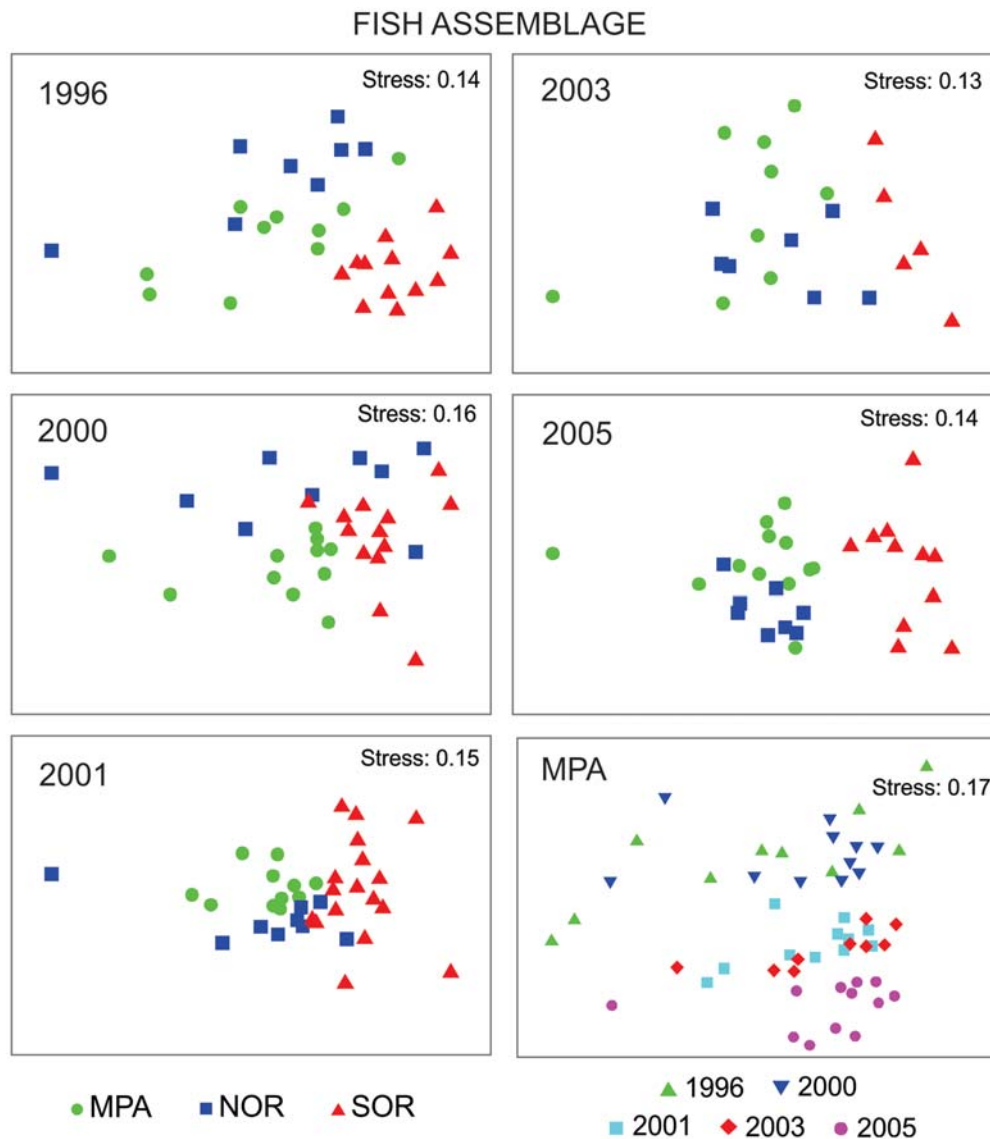 FISH ASSEMBLAGE
1996
Stress: 0.14
2003
Stress: 0.13
2000
Stress: 0.16
2005
Stress: 0.14
2001
Stress: 0.15
MPA
Stress: 0.17
MPA NOR SOR
1996 2000
2001 2003 2005